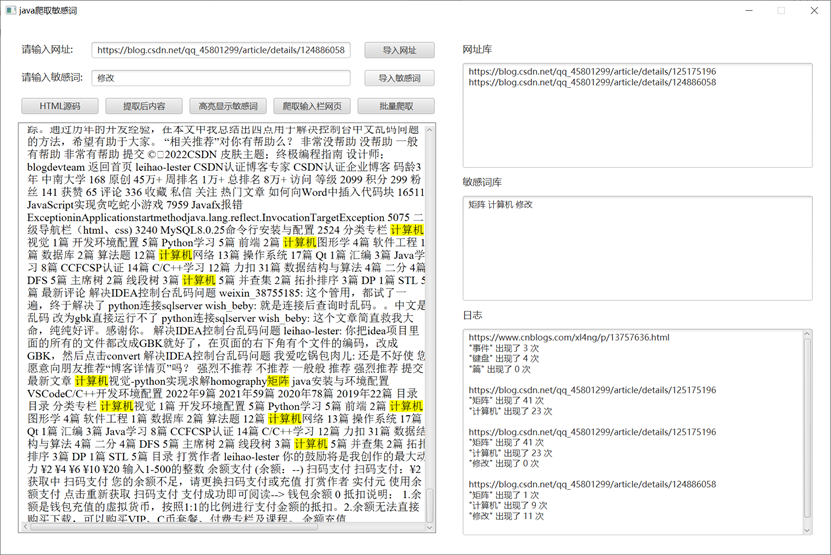 java爬取敏感词
请输入网址:
https://blog.csdn.net/qq_45801299/article/details/124886058
导入网址
请输入敏感词:
修改
导入敏感词
HTML源码
提取后内容
高亮显示敏感词
爬取输入栏网页
批量爬取
踪。通过历年的开发经验，在本文中我总结出四点用于解决控制台中文乱码问题
的方法，希望有助于大家。 “相关推荐”对你有帮助么？ 非常没帮助 没帮助 一般
有帮助 非常有帮助 提交 ©️2022CSDN 皮肤主题：终极编程指南 设计师：
blogdevteam 返回首页 leihao-lester CSDN认证博客专家 CSDN认证企业博客 码龄3
年 中南大学 168 原创 45万+ 周排名 1万+ 总排名 8万+ 访问 等级 2099 积分 299 粉
丝 141 获赞 65 评论 336 收藏 私信 关注 热门文章 如何向Word中插入代码块 16511
JavaScript实现贪吃蛇小游戏 7959 Javafx报错
ExceptioninApplicationstartmethodjava.lang.reflect.InvocationTargetException 5075 二
级导航栏（html、css) 3240 MySQL8.0.25命令行安装与配置 2524 分类专栏 计算机
视觉 1篇 开发环境配置 5篇 Python学习 5篇 前端 2篇 计算机图形学 4篇 软件工程 1
篇 数据库 2篇 算法题 12篇 计算机网络 13篇 操作系统 17篇 Qt 1篇 汇编 3篇 Java学
习 8篇 CCFCSP认证 14篇 C/C++学习 12篇 力扣 31篇 数据结构与算法 4篇 二分 4篇
DFS 5篇 主席树 2篇 线段树 3篇 计算机 5篇 并查集 2篇 拓扑排序 3篇 DP 1篇 STL 5
篇 最新评论 解决IDEA控制台乱码问题 weixin_38755185: 这个管用，都试了一
遍，终于解决了 python连接sqlserver wish_beby: 就是连接后查询时乱码。。中文是
乱码 改为gbk直接运行不了 python连接sqlserver wish_beby: 这个文章简直救我大
命，纯纯好评。感谢你。 解决IDEA控制台乱码问题 leihao-lester: 你把idea项目里
面的所有的文件都改成GBK就好了，在页面的右下角有个文件的编码，改成
GBK，然后点击convert 解决IDEA控制台乱码问题 我爱吃锅包肉儿: 还是不好使 您
愿意向朋友推荐“博客详情页”吗？ 强烈不推荐 不推荐 一般般 推荐 强烈推荐 提交
最新文章 计算机视觉-python实现求解homography矩阵 java安装与环境配置
VSCodeC/C++开发环境配置 2022年9篇 2021年59篇 2020年78篇 2019年22篇 目录
目录 分类专栏 计算机视觉 1篇 开发环境配置 5篇 Python学习 5篇 前端 2篇 计算机
图形学 4篇 软件工程 1篇 数据库 2篇 算法题 12篇 计算机网络 13篇 操作系统 17篇
Qt 1篇 汇编 3篇 Java学习 8篇 CCFCSP认证 14篇 C/C++学习 12篇 力扣 31篇 数据结
构与算法 4篇 二分 4篇 DFS 5篇 主席树 2篇 线段树 3篇 计算机 5篇 并查集 2篇 拓扑
排序 3篇 DP 1篇 STL 5篇 目录 打赏作者 leihao-lester 你的鼓励将是我创作的最大动
力 ¥2 ¥4 ¥6 ¥10 ¥20 输入1-500的整数 余额支付 (余额：--) 扫码支付 扫码支付：¥2
获取中 扫码支付 您的余额不足，请更换扫码支付或充值 打赏作者 实付元 使用余
额支付 点击重新获取 扫码支付 支付成功即可阅读--> 钱包余额 0 抵扣说明： 1.余
额是钱包充值的虚拟货币，按照1:1的比例进行支付金额的抵扣。 2.余额无法直接
购买下载，可以购买VIP、C币套餐、付费专栏及课程。 余额充值
网址库
https://blog.csdn.net/qq_45801299/article/details/125175196
https://blog.csdn.net/qq_45801299/article/details/124886058
敏感词库
矩阵 计算机 修改
日志
https://www.cnblogs.com/xl4ng/p/13757636.html
"事件" 出现了 3 次
"键盘" 出现了 4 次
"篇" 出现了 0 次
https://blog.csdn.net/qq_45801299/article/details/125175196
"矩阵" 出现了 41 次
"计算机" 出现了 23 次
https://blog.csdn.net/qq_45801299/article/details/125175196
"矩阵" 出现了 41 次
"计算机" 出现了 23 次
"修改" 出现了 0 次
https://blog.csdn.net/qq_45801299/article/details/124886058
"矩阵" 出现了 1 次
"计算机" 出现了 9 次
"修改" 出现了 11 次